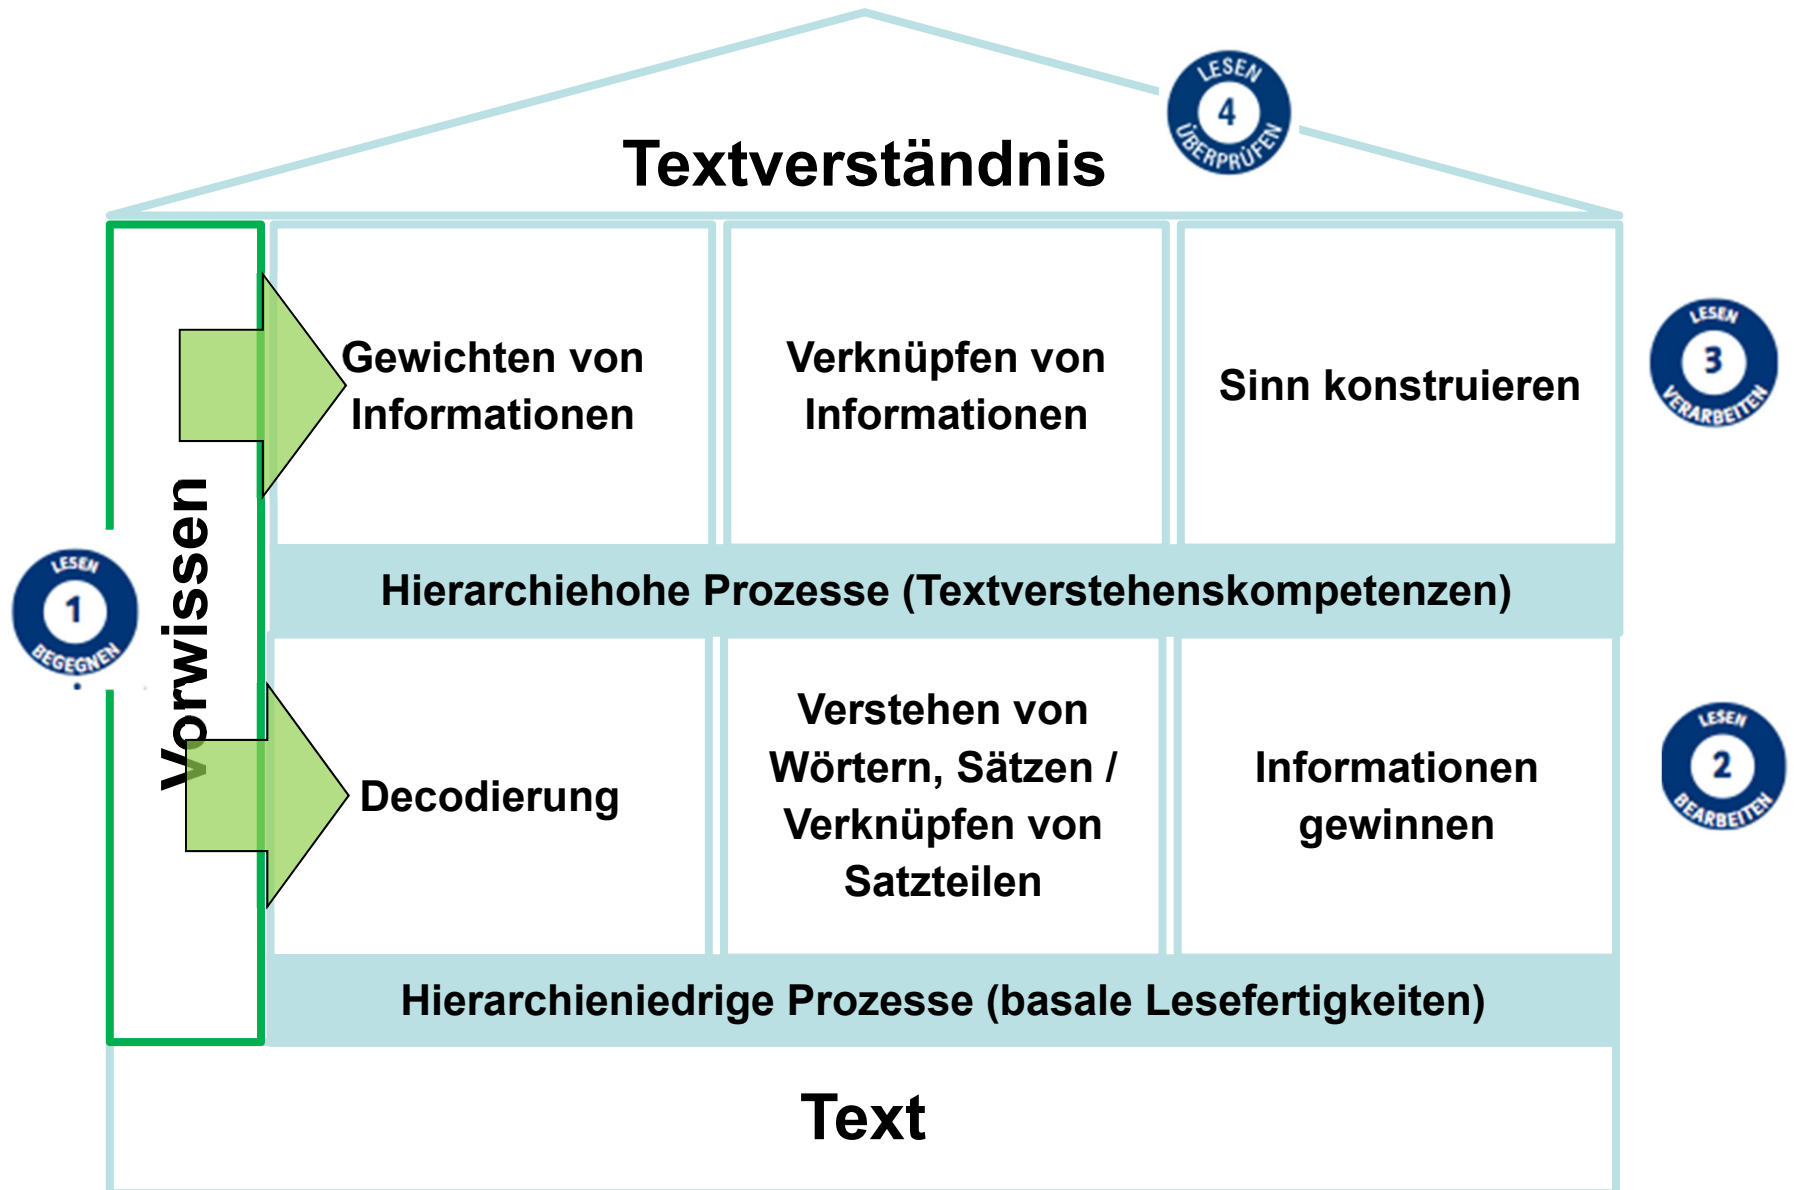 LESEN
4
ÜBERPRÜFEN
Textverständnis
Gewichten von
Informationen
Verknüpfen von
Informationen
Sinn konstruieren
LESEN
3
VERARBEITEN
Vorwissen
LESEN
1
BEGEGNEN
Hierarchiehohe Prozesse (Textverstehenskompetenzen)
Decodierung
Verstehen von
Wörtern, Sätzen /
Verknüpfen von
Satzteilen
Informationen
gewinnen
LESEN
2
BEARBEITEN
Hierarchieniedrige Prozesse (basale Lesefertigkeiten)
Text